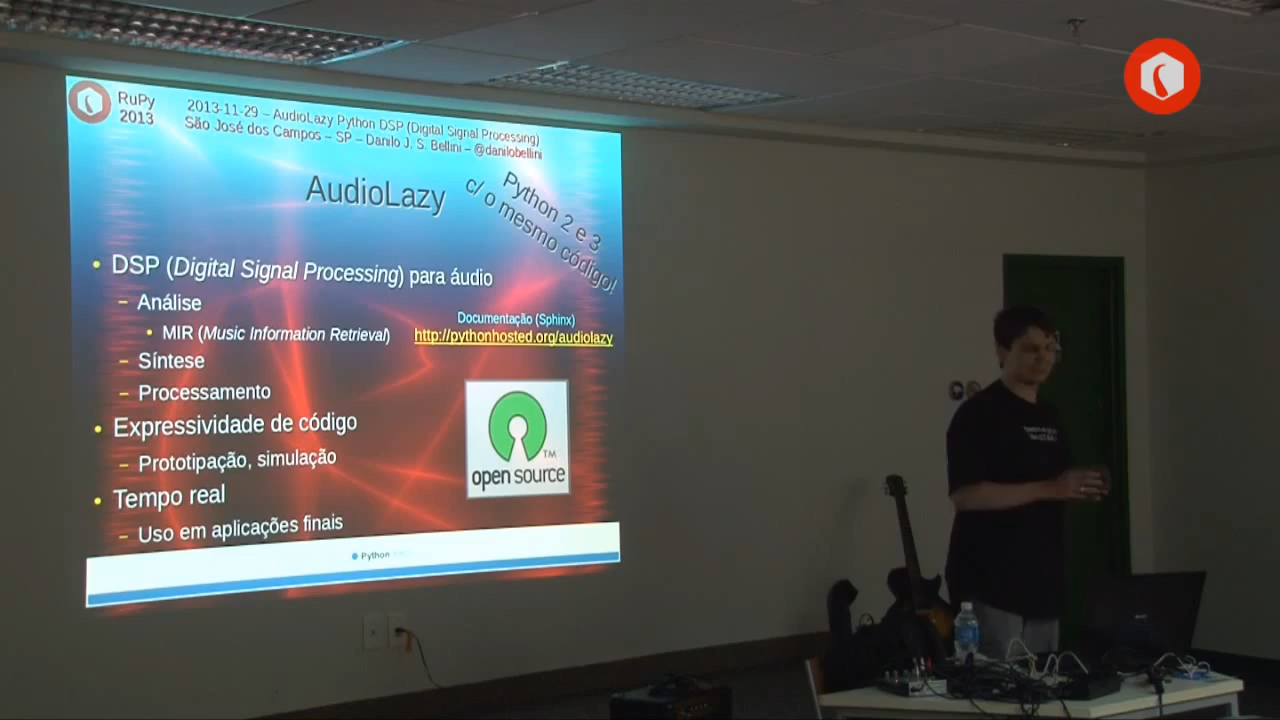 RuPy
2013
2013-11-29 – AudioLazy Python DSP (Digital Signal Processing)
São José dos Campos – SP – Danilo J. S. Bellini – @danilobellini
AudioLazy
Python 2 e 3
c/ o mesmo código!
• DSP (Digital Signal Processing) para áudio
– Análise
• MIR (Music Information Retrieval)
Documentação (Sphinx)
http://pythonhosted.org/audiolazy
– Síntese
– Processamento
• Expressividade de código
– Prototipação, simulação
• Tempo real
– Uso em aplicações finais
TM
open source
Python